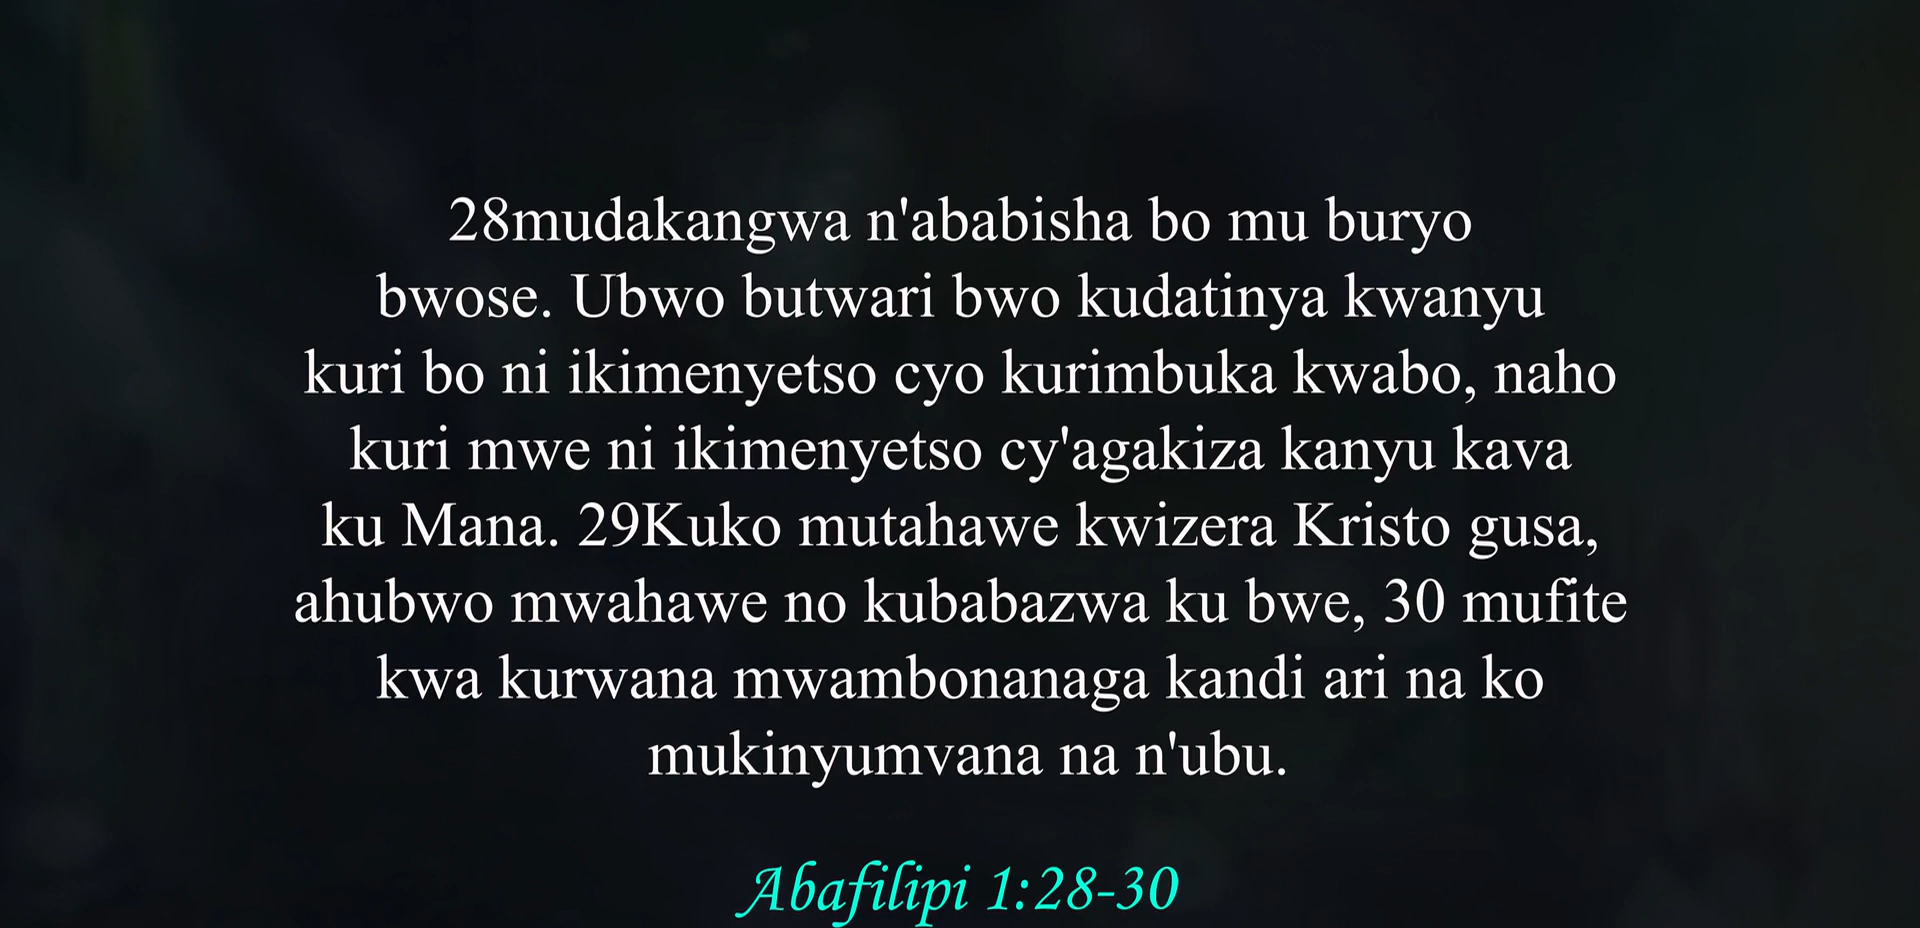 28mudakangwa n'ababisha bo mu buryo
bwose. Ubwo butwari bwo kudatinya kwanyu
kuri bo ni ikimenyetso cyo kurimbuka kwabo, naho
kuri mwe ni ikimenyetso cy'agakiza kanyu kava
ku Mana. 29Kuko mutahawe kwizera Kristo gusa,
ahubwo mwahawe no kubabazwa ku bwe, 30 mufite
kwa kurwana mwambonanaga kandi ari na ko
mukinyumvana na n'ubu.
Abafilipi 1:28-30